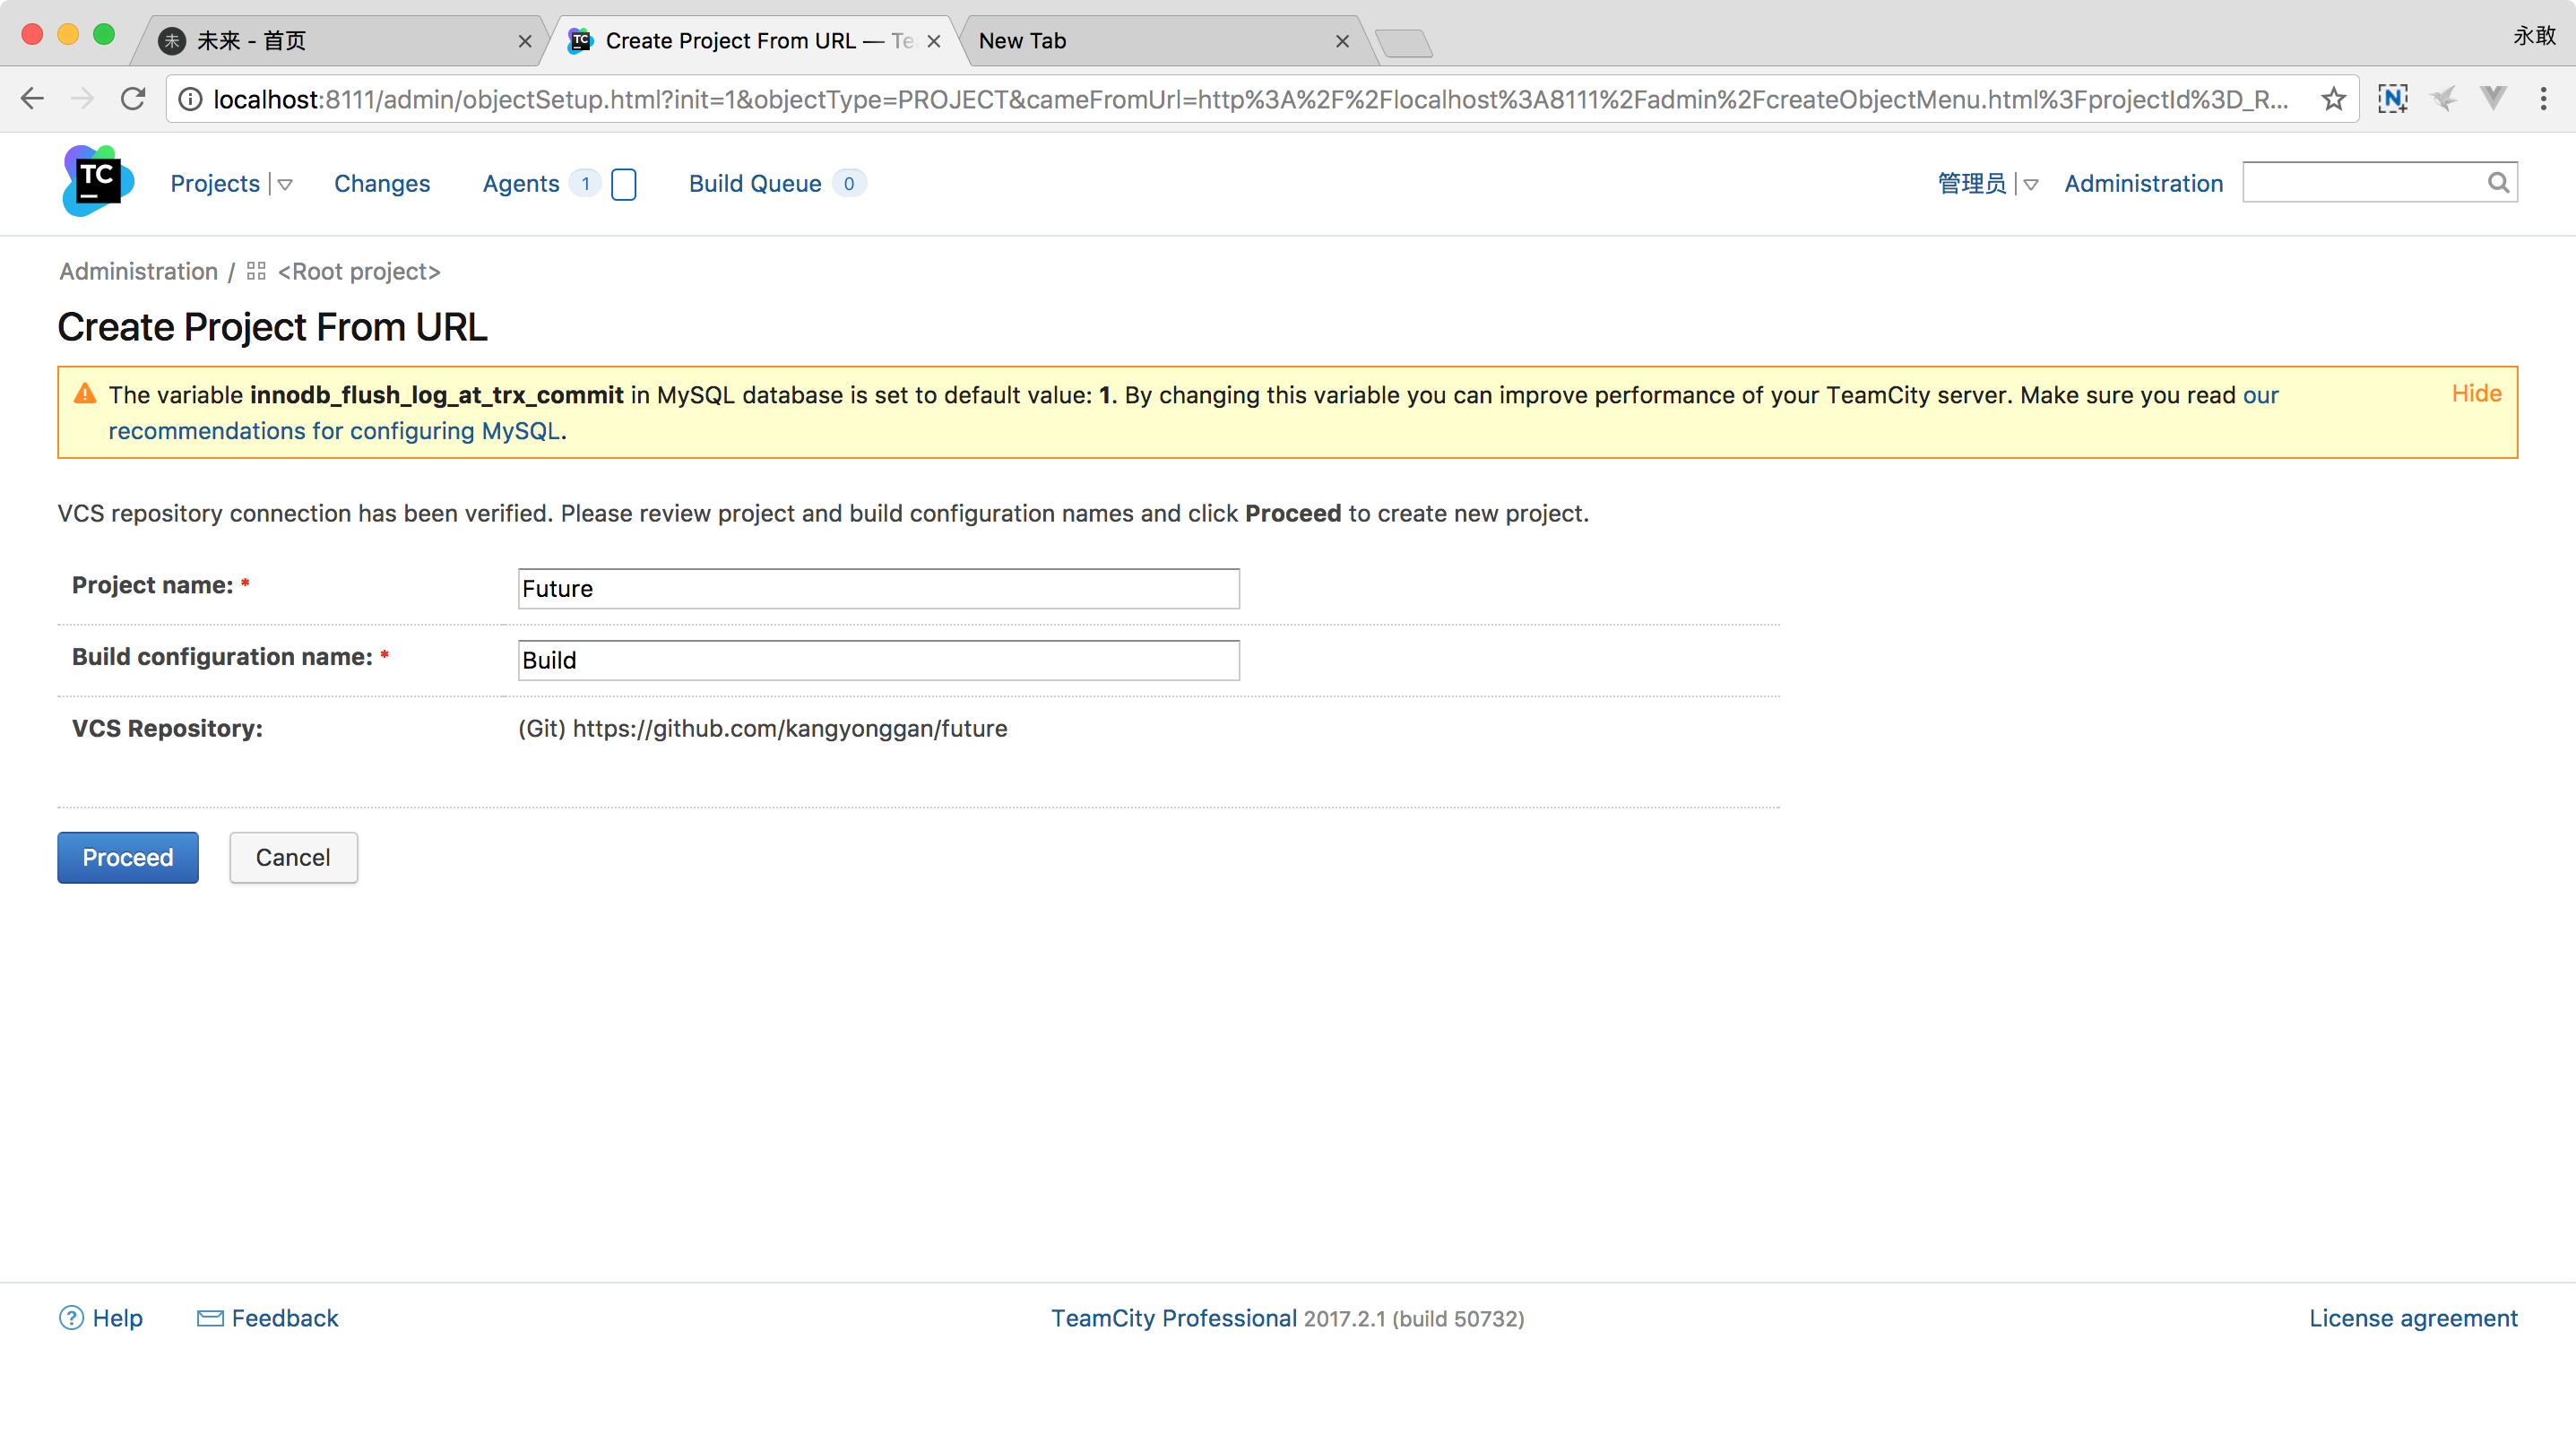 未 未来 - 首页
TC Create Project From URL — Te
New Tab
永敢
localhost:8111/admin/objectSetup.html?init=1&objectType=PROJECT&cameFromUrl=http%3A%2F%2Flocalhost%3A8111%2Fadmin%2FcreateObjectMenu.html%3FprojectId%3D_R...
N
TC Projects Changes Agents 1 Build Queue 0 管理员 Administration
Administration / <Root project>
Create Project From URL
The variable innodb_flush_log_at_trx_commit in MySQL database is set to default value: 1. By changing this variable you can improve performance of your TeamCity server. Make sure you read our
recommendations for configuring MySQL.
Hide
VCS repository connection has been verified. Please review project and build configuration names and click Proceed to create new project.
Project name: * Future
Build configuration name: * Build
VCS Repository: (Git) https://github.com/kangyonggan/future
Proceed Cancel
? Help Feedback TeamCity Professional 2017.2.1 (build 50732) License agreement